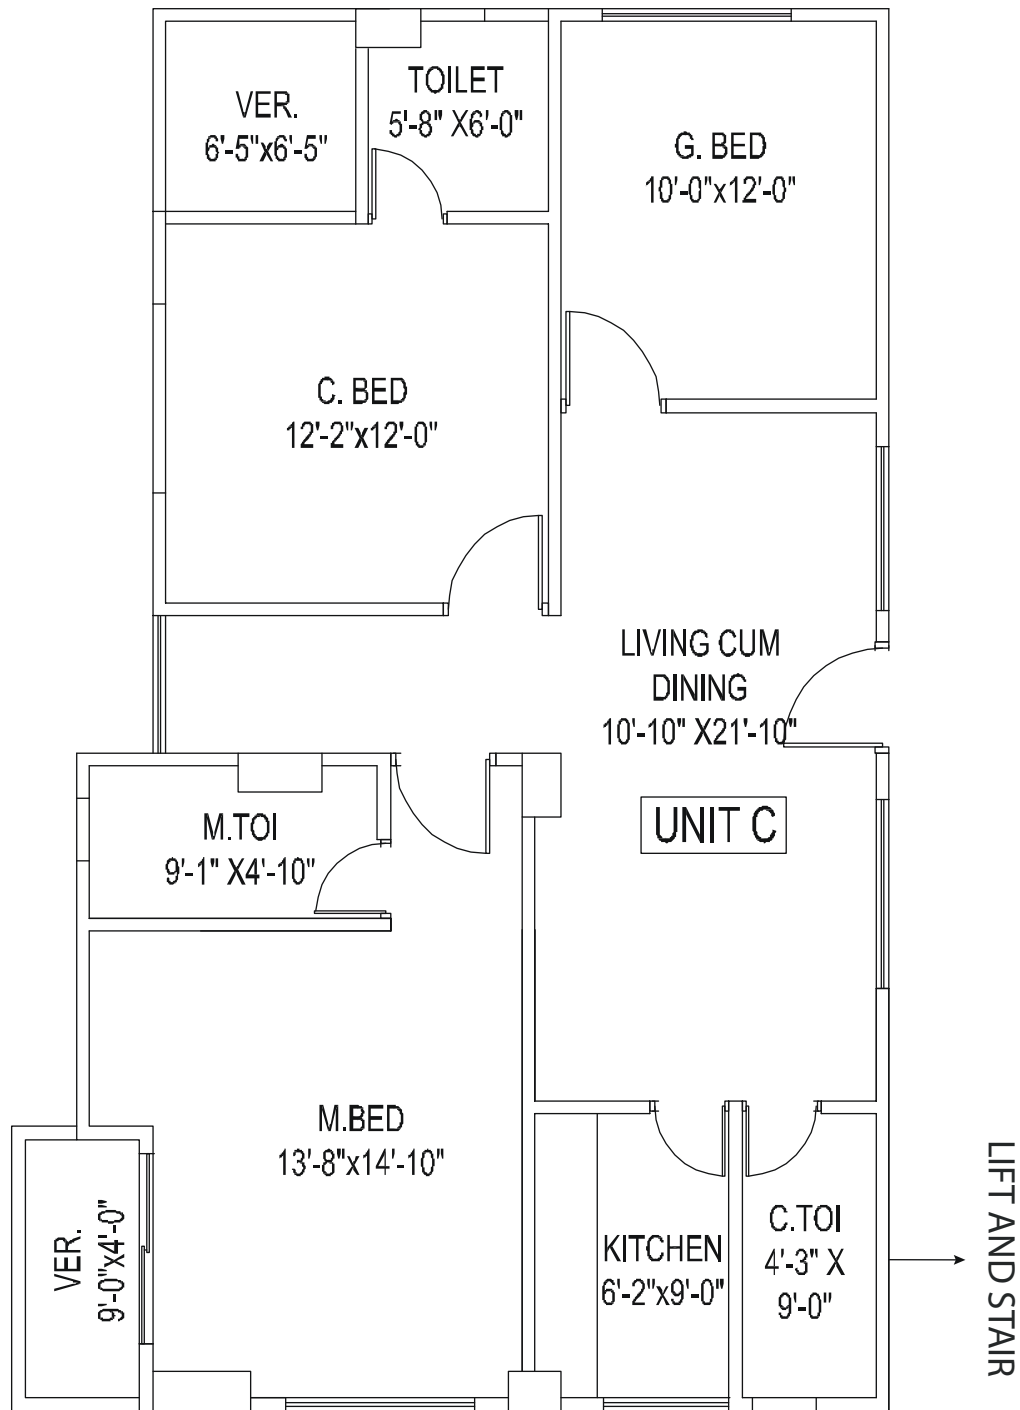 VER.
6'-5"x6'-5"
TOILET
5'-8" X6'-0"
G. BED
10'-0"x12'-0"
C. BED
12'-2"x12'-0"
LIVING CUM
DINING
10'-10" X21'-10"
UNIT C
M.TOI
9'-1" X4'-10"
M.BED
13'-8"x14'-10"
VER.
9'-0"x4'-0"
KITCHEN
6'-2"x9'-0"
C.TOI
4'-3" X
9'-0"
LIFT AND STAIR